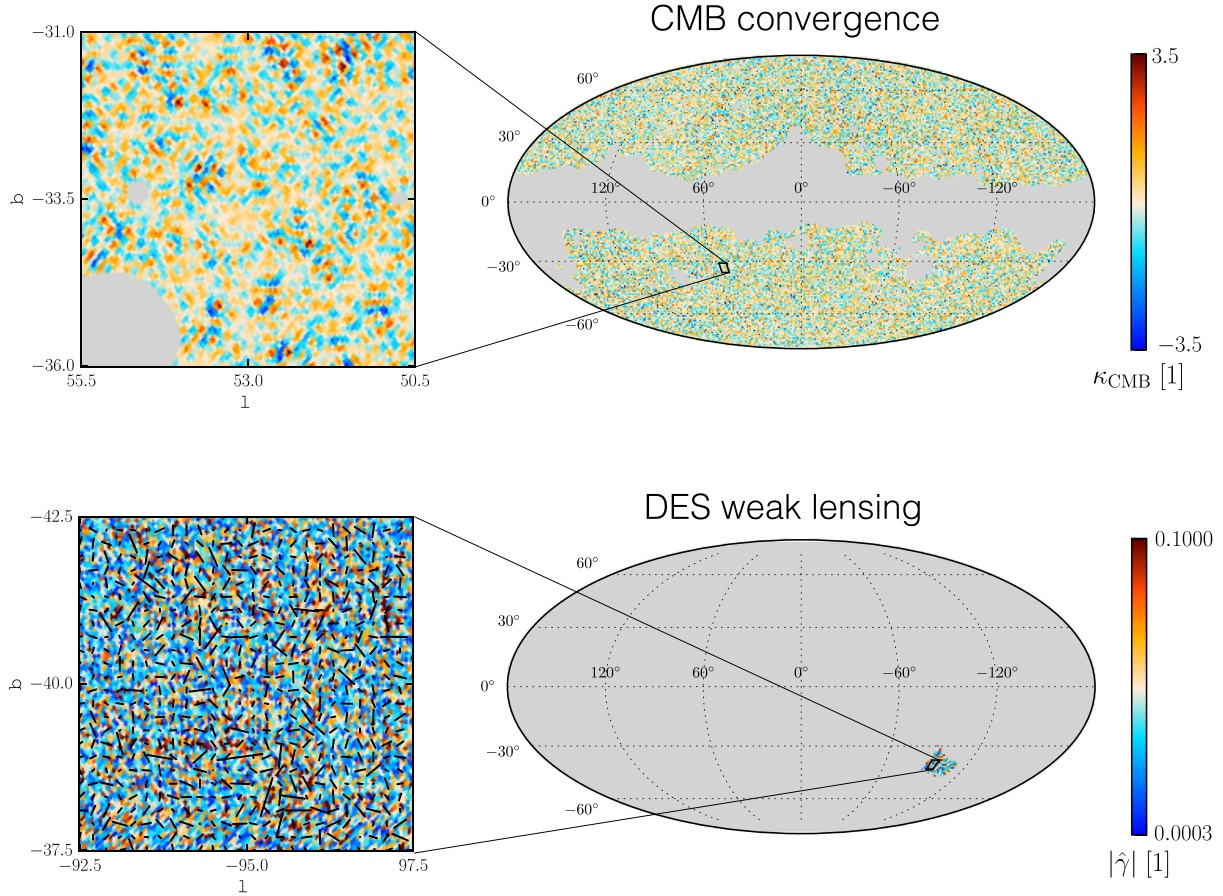 CMB convergence
−31.0
−33.5
−36.0
b
55.5 53.0 50.5
l
60°
30°
0°
−30°
−60°
120° 60° 0° −60° −120°
3.5
−3.5
κCMB [1]
DES weak lensing
−42.5
−40.0
−37.5
b
−92.5 −95.0 97.5
l
60°
30°
0°
−30°
−60°
120° 60° 0° −60° −120°
0.1000
0.0003
|γ̂| [1]